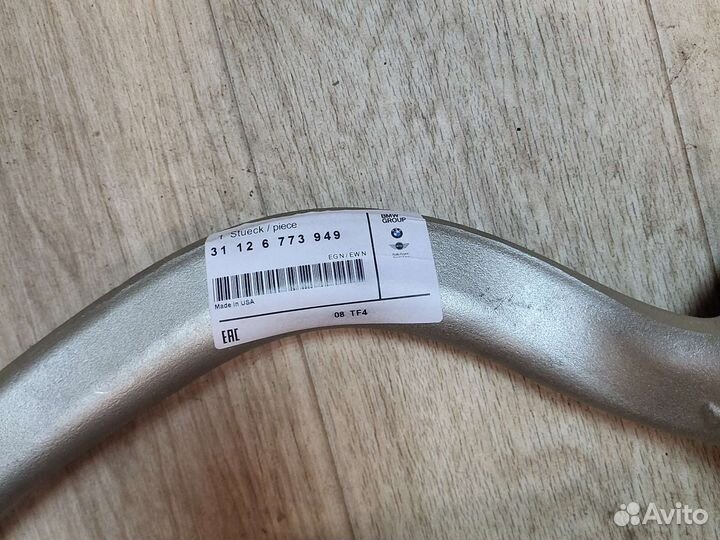 1 Stueck / piece
31 12 6 773 949
EGN/EWN
Made in USA
08 TF4
EAC
BMW
GROUP
Avito